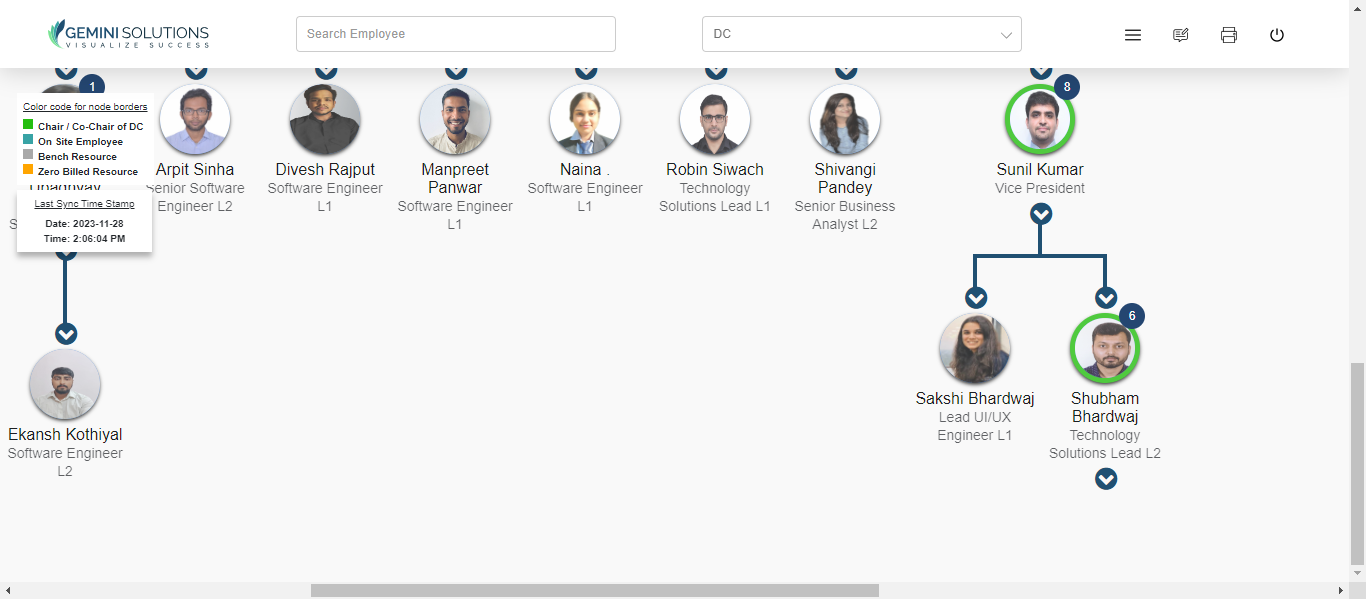 GEMINI SOLUTIONS
VISUALIZE SUCCESS
Search Employee
DC
1
8
Color code for node borders
Chair / Co-Chair of DC
On Site Employee
Bench Resource
Zero Billed Resource
Last Sync Time Stamp
Date: 2023-11-28
Time: 2:06:04 PM
Arpit Sinha
Senior Software
Engineer L2
Divesh Rajput
Software Engineer
L1
Manpreet
Panwar
Software Engineer
L1
Naina .
Software Engineer
L1
Robin Siwach
Technology
Solutions Lead L1
Shivangi
Pandey
Senior Business
Analyst L2
Sunil Kumar
Vice President
6
Sakshi Bhardwaj
Lead UI/UX
Engineer L1
Shubham
Bhardwaj
Technology
Solutions Lead L2
Ekansh Kothiyal
Software Engineer
L2